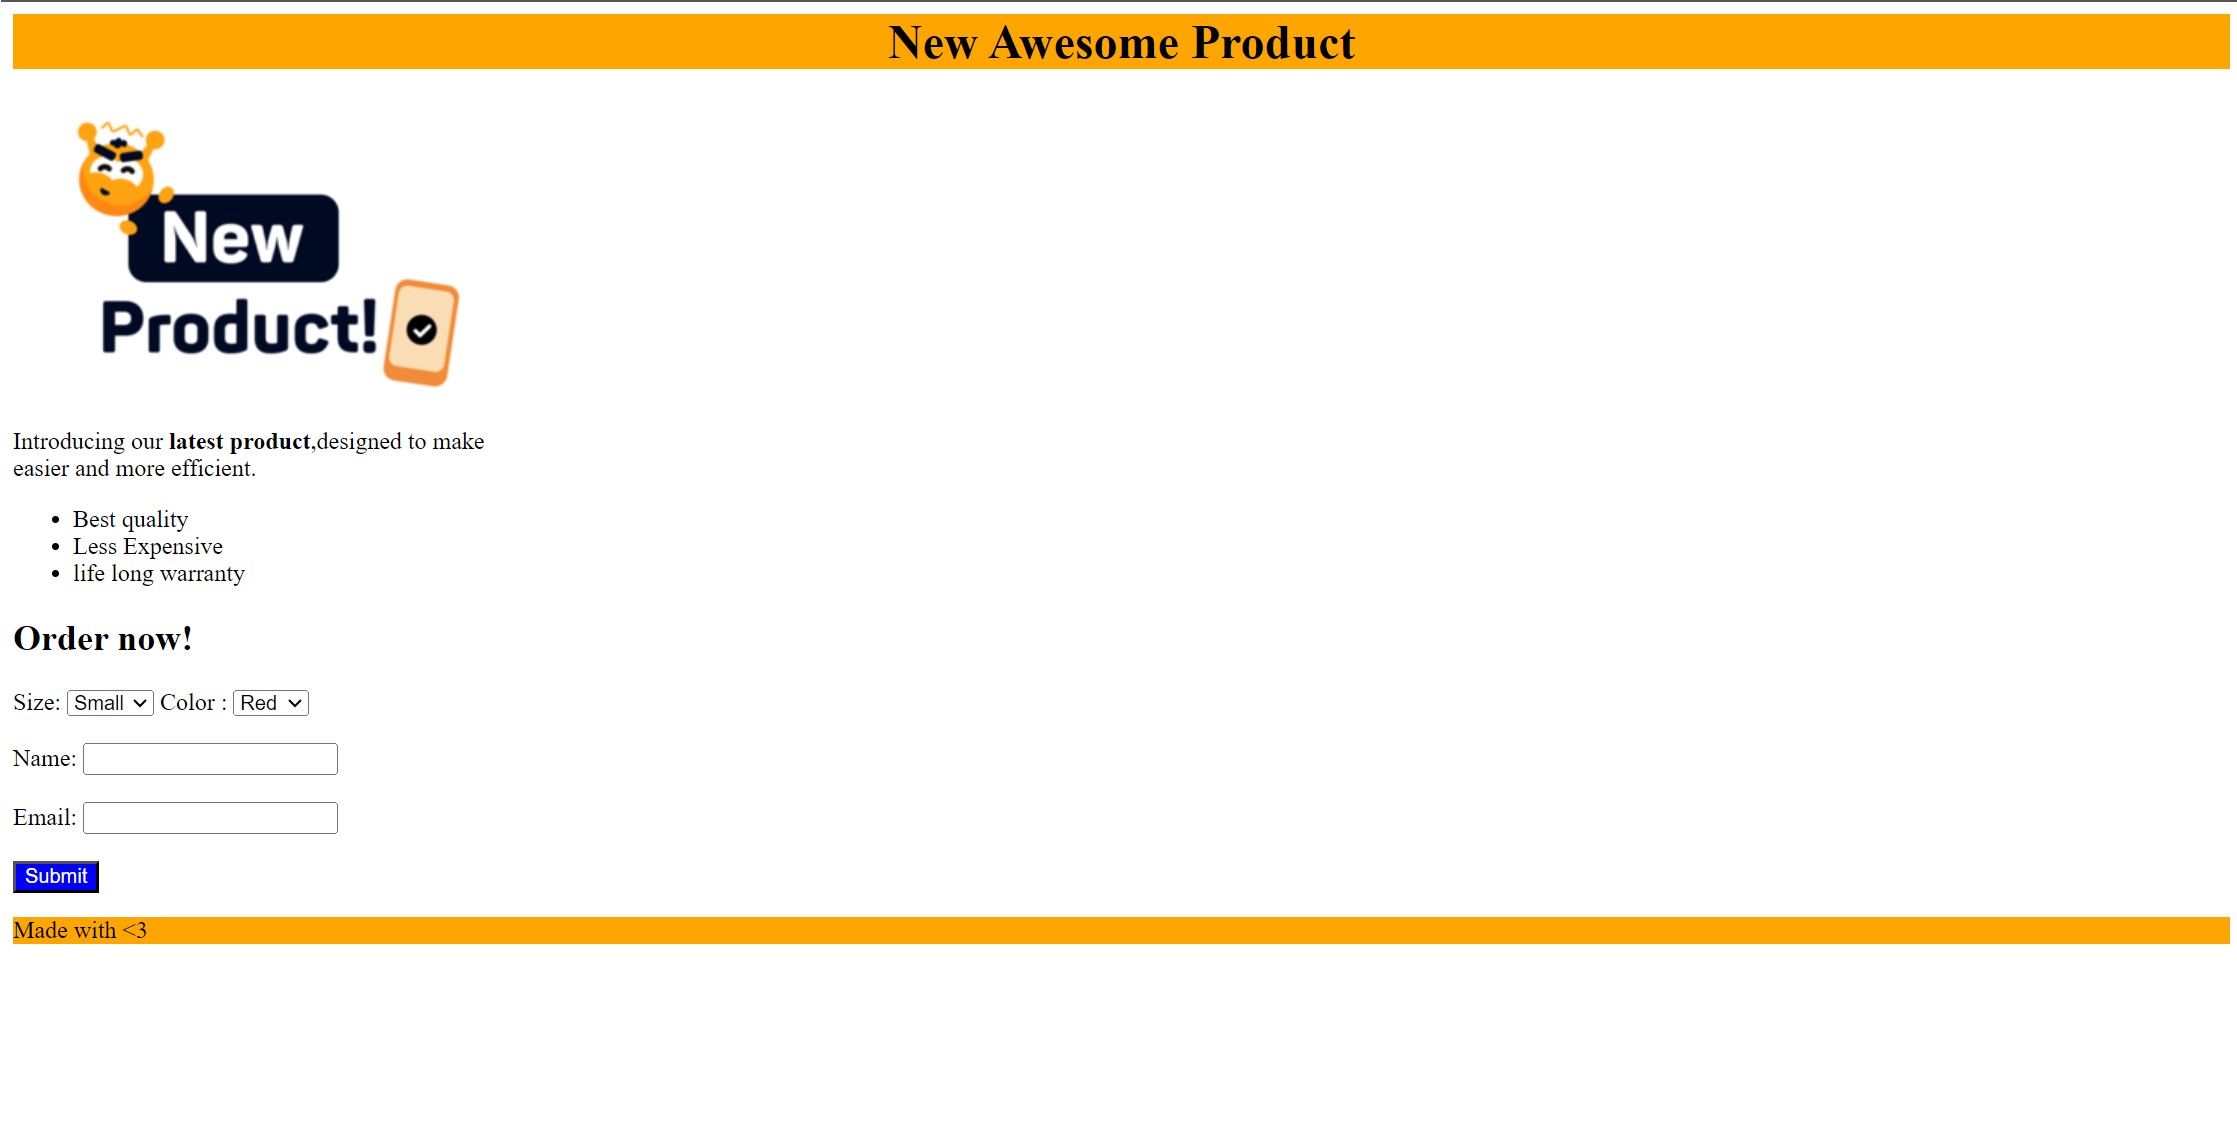 New Awesome Product
New
Product!
Introducing our latest product,designed to make
easier and more efficient.
Best quality
Less Expensive
life long warranty
Order now!
Size: Small Color : Red
Name:
Email:
Submit
Made with <3